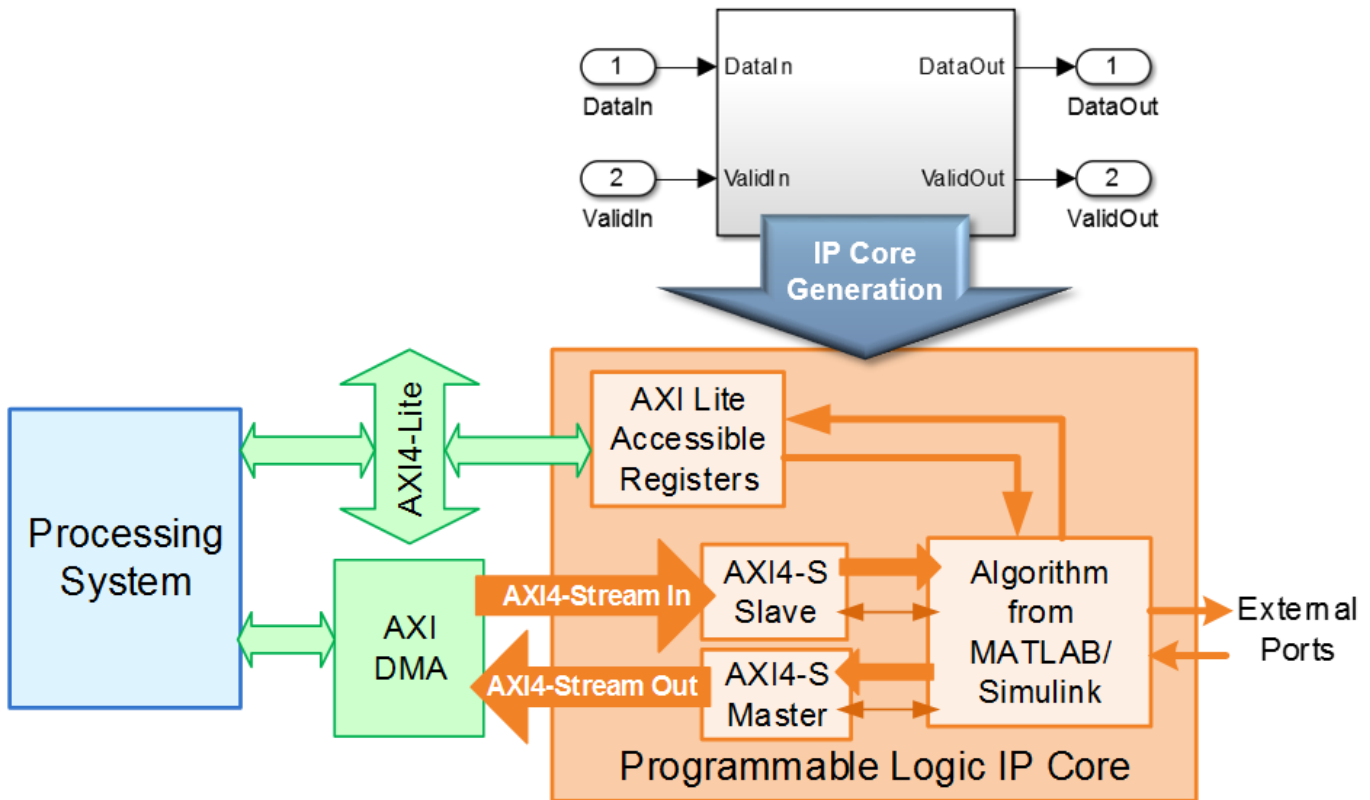 1
DataIn
DataOut
1
DataIn
DataOut
2
ValidIn
ValidOut
2
ValidIn
ValidOut
IP Core
Generation
AXI4-Lite
AXI Lite
Accessible
Registers
Processing
System
AXI
DMA
AXI4-Stream In
AXI4-S
Slave
Algorithm
from
MATLAB/
Simulink
External
Ports
AXI4-Stream Out
AXI4-S
Master
Programmable Logic IP Core